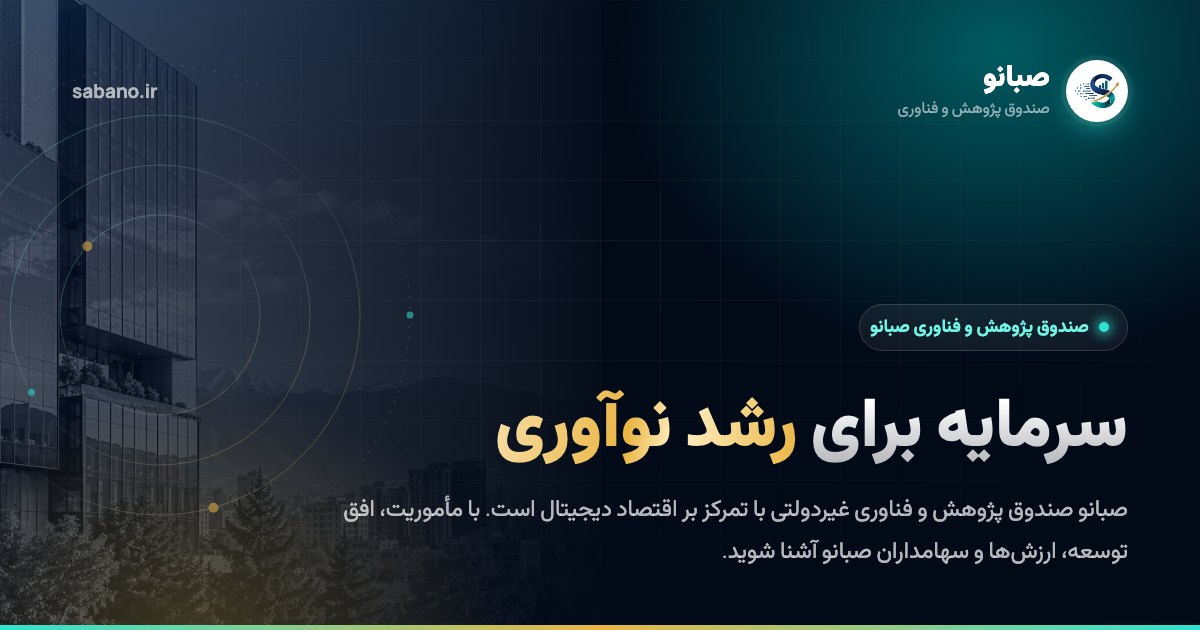 صبانو
صندوق پژوهش و فناوری
sabano.ir
صندوق پژوهش و فناوری صبانو
سرمایه برای رشد نوآوری
صبانو صندوق پژوهش و فناوری غیردولتی با تمرکز بر اقتصاد دیجیتال است. با مأموریت، افق
توسعه، ارزش‌ها و سهامداران صبانو آشنا شوید.